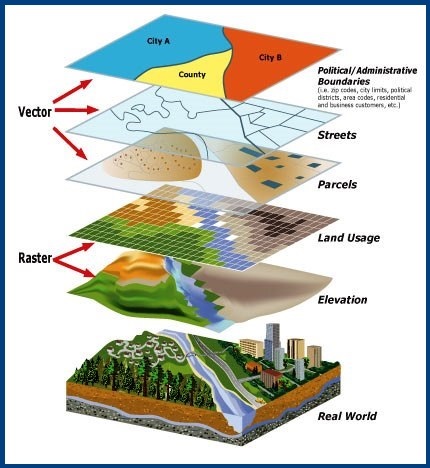 City A
City B
County
Political/Administrative
Boundaries
(i.e. zip codes, city limits, political
districts, area codes, residential
and business customers, etc.)
Vector
Streets
Parcels
Land Usage
Raster
Elevation
Real World